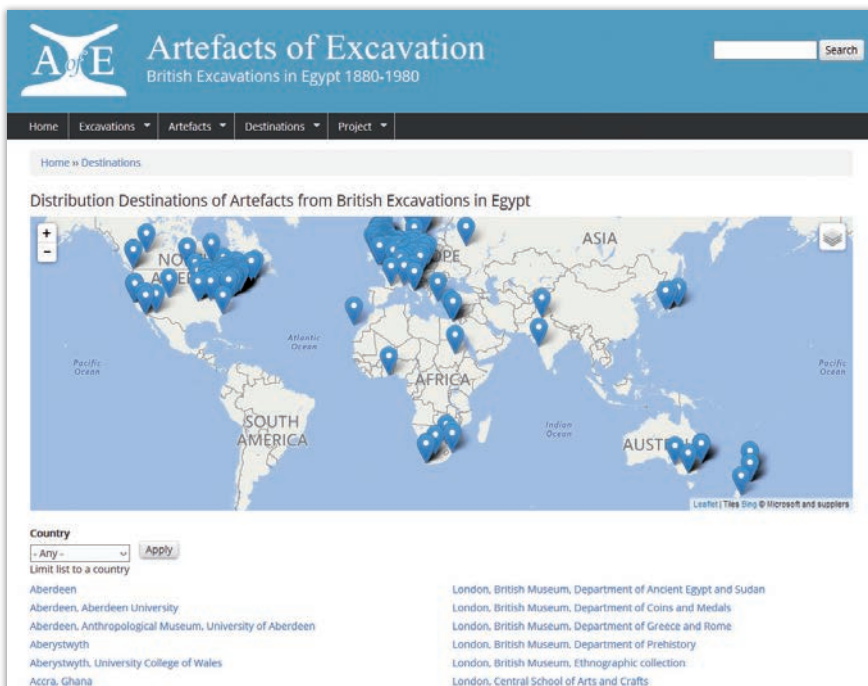 A of E
Artefacts of Excavation
British Excavations in Egypt 1880-1980
Search
Home Excavations Artefacts Destinations Project
Home » Destinations
Distribution Destinations of Artefacts from British Excavations in Egypt
+
-
ASIA
Atlantic
Ocean
Pacific
Ocean
Pacific
Ocean
AFRICA
SOUTH
AMERICA
Indian
Ocean
Leaflet | Tiles Bing © Microsoft and suppliers
Country
- Any -
Apply
Limit list to a country
Aberdeen
Aberdeen, Aberdeen University
Aberdeen, Anthropological Museum, University of Aberdeen
Aberystwyth
Aberystwyth, University College of Wales
Accra, Ghana
London, British Museum, Department of Ancient Egypt and Sudan
London, British Museum, Department of Coins and Medals
London, British Museum, Department of Greece and Rome
London, British Museum, Department of Prehistory
London, British Museum, Ethnographic collection
London, Central School of Arts and Crafts